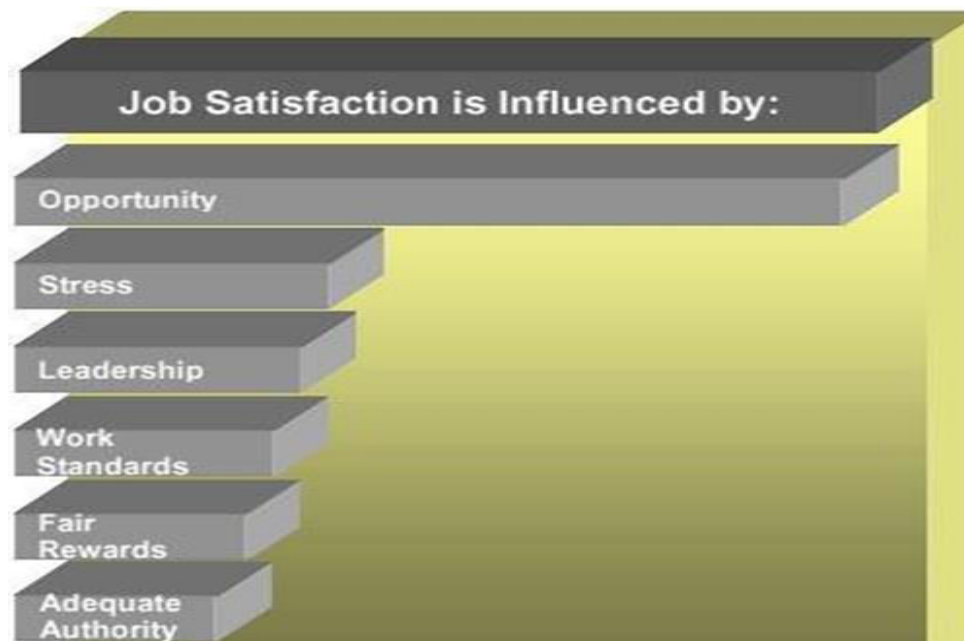 Job Satisfaction is Influenced by:
Opportunity
Stress
Leadership
Work
Standards
Fair
Rewards
Adequate
Authority